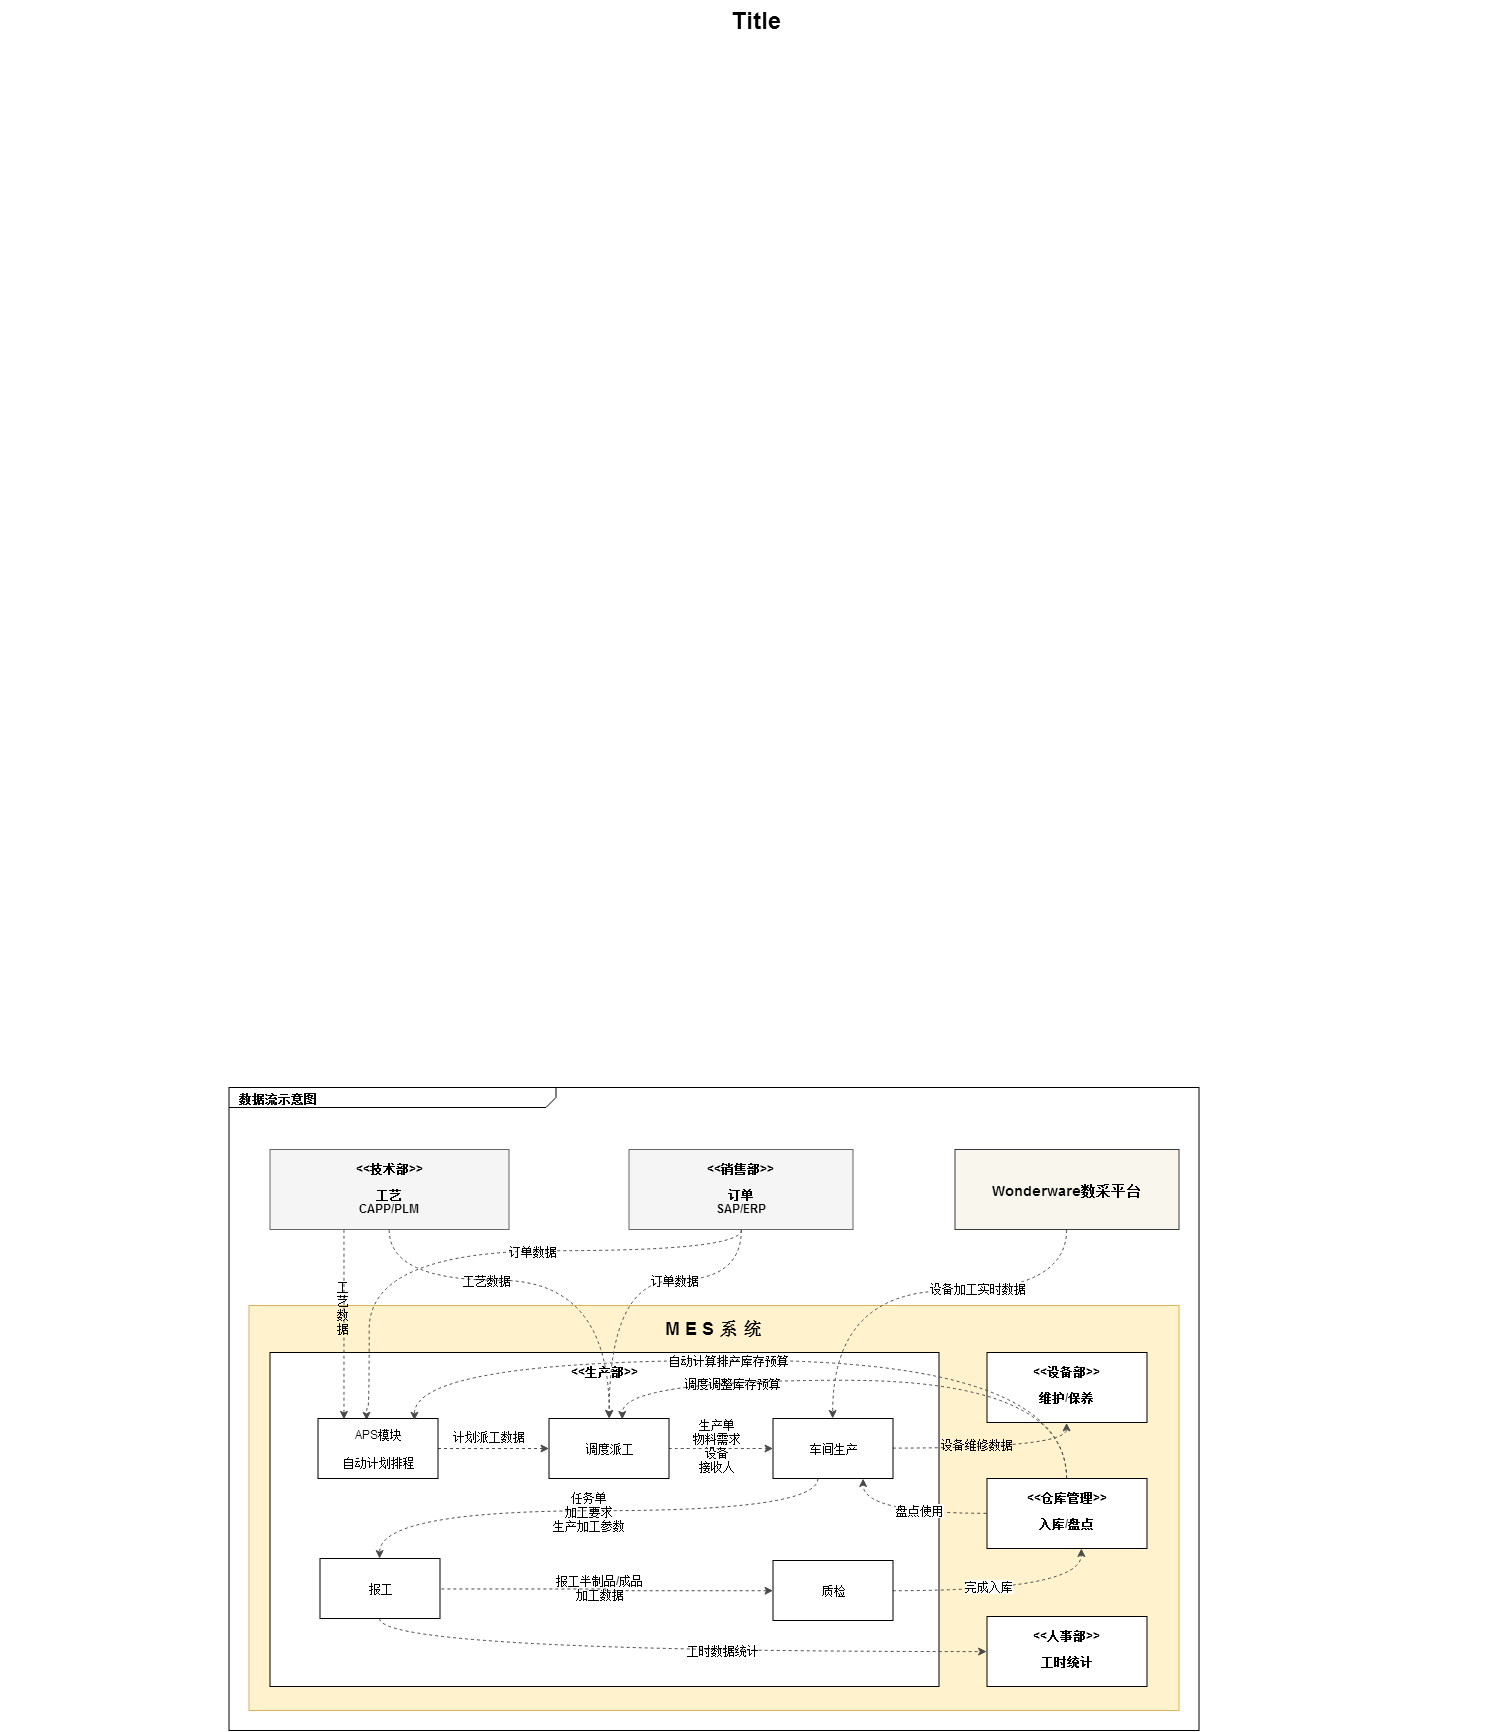 Title
数据流示意图
<<技术部>>
工艺
CAPP/PLM
<<销售部>>
订单
SAP/ERP
Wonderware数采平台
订单数据
工艺数据
订单数据
工艺数据
设备加工实时数据
M E S 系 统
<<生产部>>
自动计算排产库存预算
调度调整库存预算
<<设备部>>
维护/保养
APS模块
自动计划排程
计划派工数据
调度派工
生产单
物料需求
设备
接收人
车间生产
设备维修数据
任务单
加工要求
生产加工参数
盘点使用
<<仓库管理>>
入库/盘点
报工
报工半制品/成品
加工数据
质检
完成入库
工时数据统计
<<人事部>>
工时统计